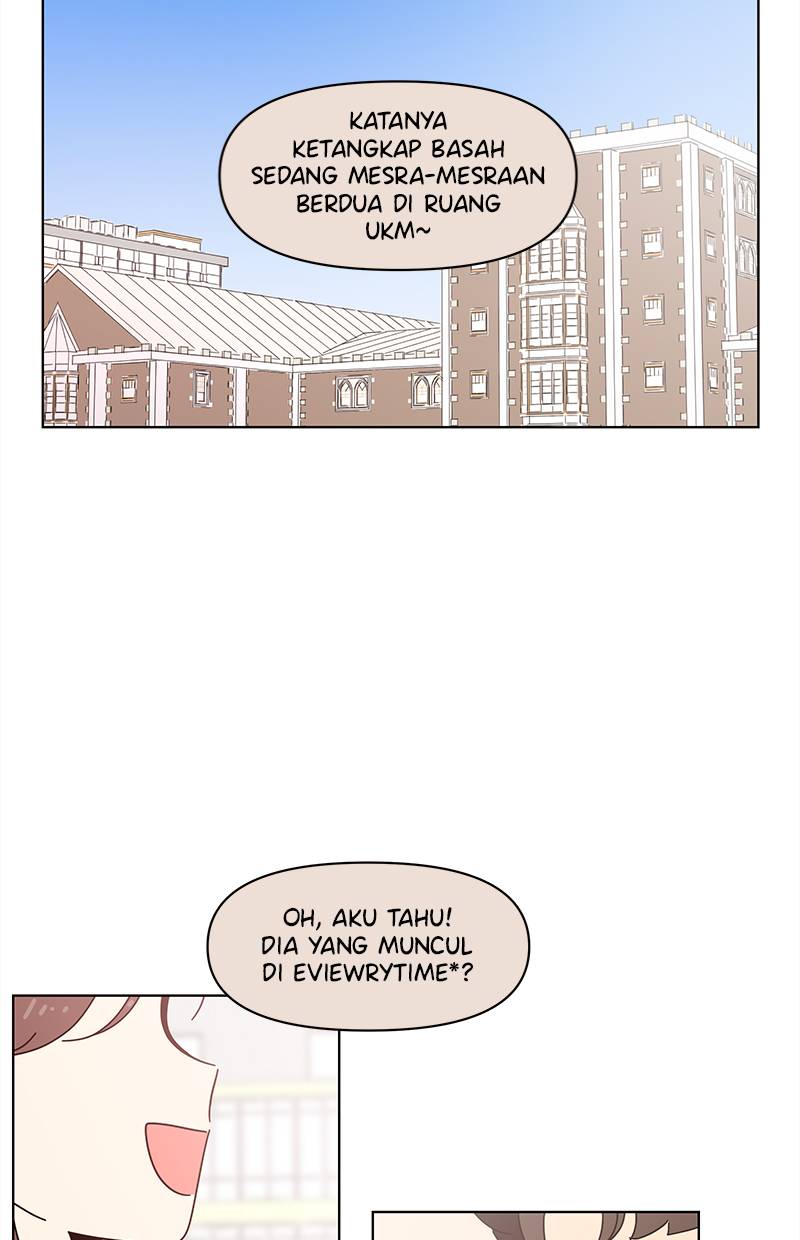 KATANYA
KETANGKAP BASAH
SEDANG MESRA-MESRAAN
BERDUA DI RUANG
UKM~
OH, AKU TAHU!
DIA YANG MUNCUL
DI EVIEWRYTIME*?